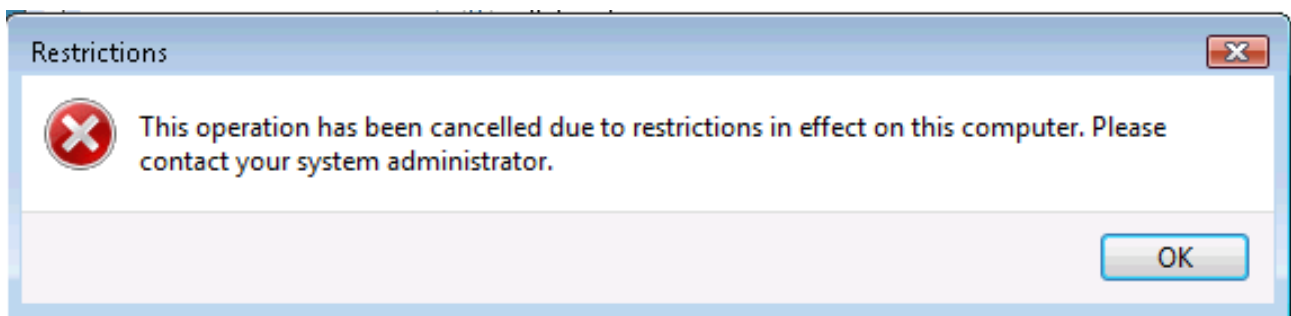 Restrictions
This operation has been cancelled due to restrictions in effect on this computer. Please
contact your system administrator.
OK